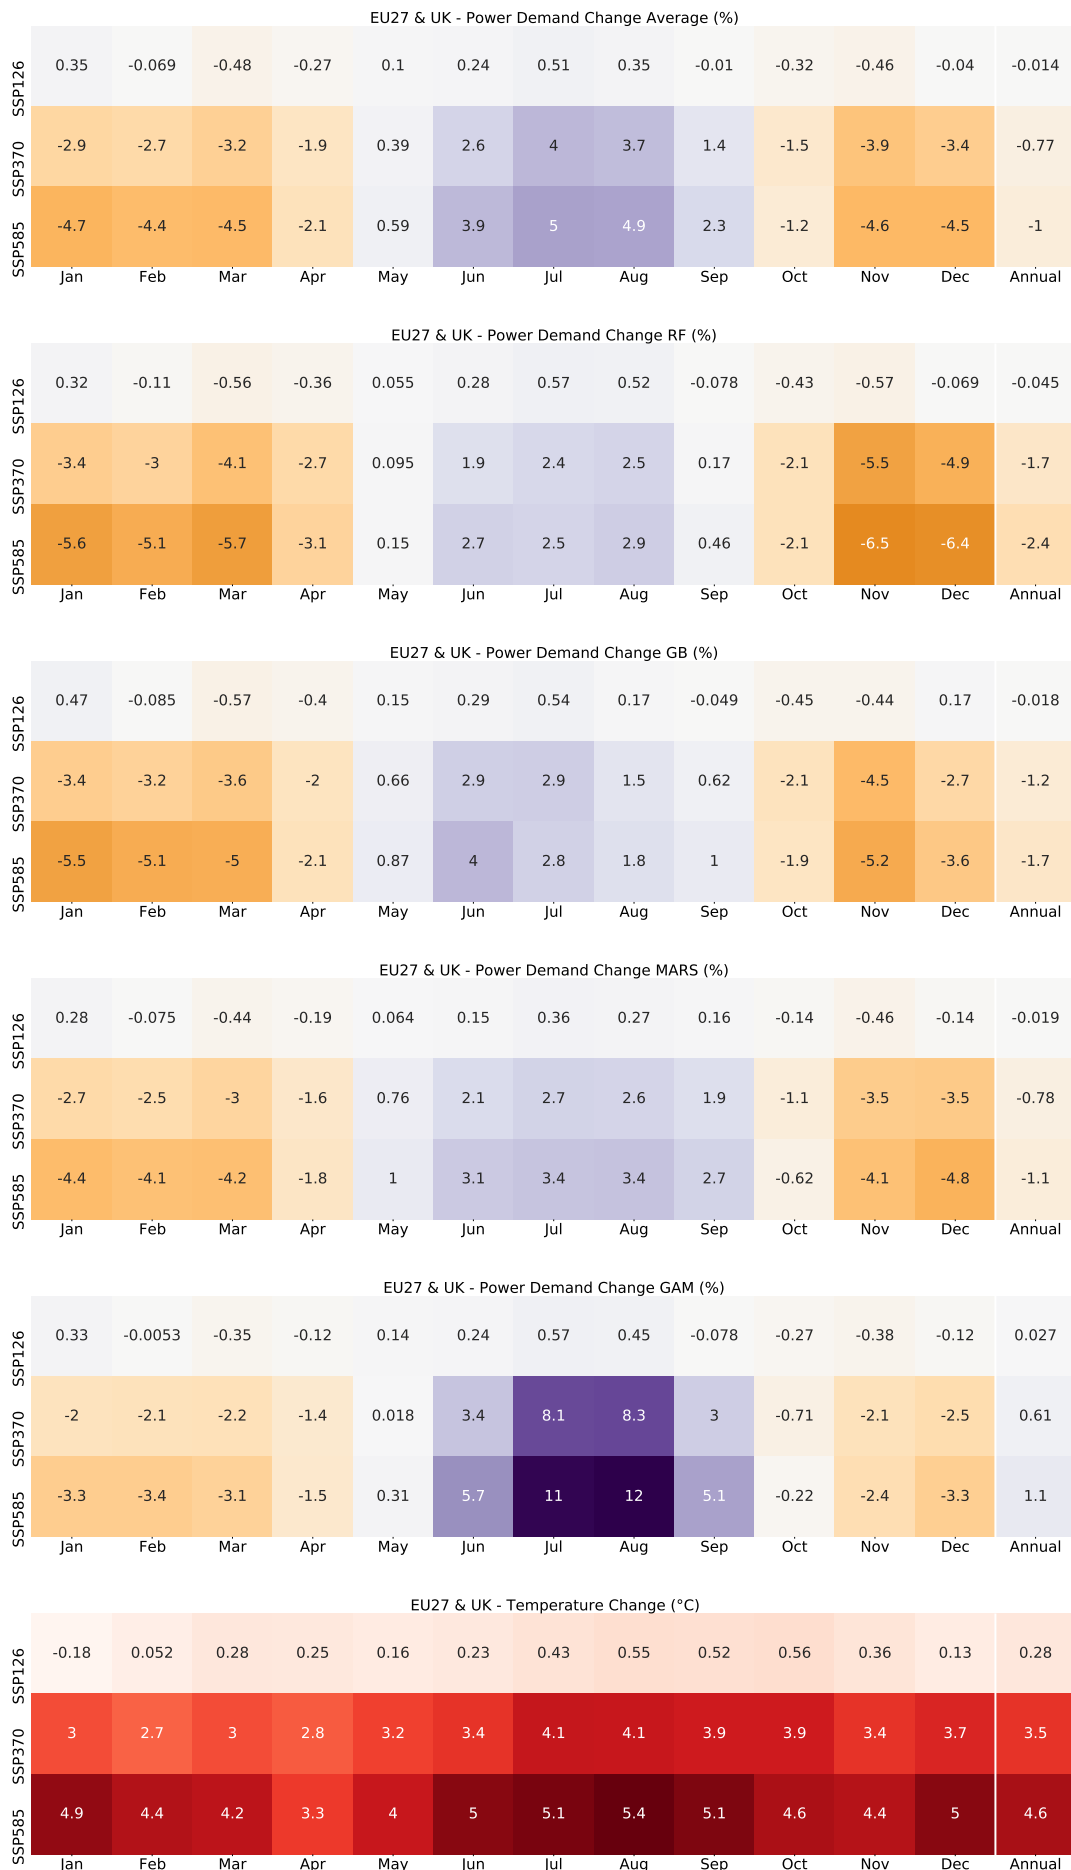 EU27 & UK - Power Demand Change Average (%)
SSP126 0.35 -0.069 -0.48 -0.27 0.1 0.24 0.51 0.35 -0.01 -0.32 -0.46 -0.04 -0.014
SSP370 -2.9 -2.7 -3.2 -1.9 0.39 2.6 4 3.7 1.4 -1.5 -3.9 -3.4 -0.77
SSP585 -4.7 -4.4 -4.5 -2.1 0.59 3.9 5 4.9 2.3 -1.2 -4.6 -4.5 -1
Jan Feb Mar Apr May Jun Jul Aug Sep Oct Nov Dec Annual
EU27 & UK - Power Demand Change RF (%)
SSP126 0.32 -0.11 -0.56 -0.36 0.055 0.28 0.57 0.52 -0.078 -0.43 -0.57 -0.069 -0.045
SSP370 -3.4 -3 -4.1 -2.7 0.095 1.9 2.4 2.5 0.17 -2.1 -5.5 -4.9 -1.7
SSP585 -5.6 -5.1 -5.7 -3.1 0.15 2.7 2.5 2.9 0.46 -2.1 -6.5 -6.4 -2.4
Jan Feb Mar Apr May Jun Jul Aug Sep Oct Nov Dec Annual
EU27 & UK - Power Demand Change GB (%)
SSP126 0.47 -0.085 -0.57 -0.4 0.15 0.29 0.54 0.17 -0.049 -0.45 -0.44 0.17 -0.018
SSP370 -3.4 -3.2 -3.6 -2 0.66 2.9 2.9 1.5 0.62 -2.1 -4.5 -2.7 -1.2
SSP585 -5.5 -5.1 -5 -2.1 0.87 4 2.8 1.8 1 -1.9 -5.2 -3.6 -1.7
Jan Feb Mar Apr May Jun Jul Aug Sep Oct Nov Dec Annual
EU27 & UK - Power Demand Change MARS (%)
SSP126 0.28 -0.075 -0.44 -0.19 0.064 0.15 0.36 0.27 0.16 -0.14 -0.46 -0.14 -0.019
SSP370 -2.7 -2.5 -3 -1.6 0.76 2.1 2.7 2.6 1.9 -1.1 -3.5 -3.5 -0.78
SSP585 -4.4 -4.1 -4.2 -1.8 1 3.1 3.4 3.4 2.7 -0.62 -4.1 -4.8 -1.1
Jan Feb Mar Apr May Jun Jul Aug Sep Oct Nov Dec Annual
EU27 & UK - Power Demand Change GAM (%)
SSP126 0.33 -0.0053 -0.35 -0.12 0.14 0.24 0.57 0.45 -0.078 -0.27 -0.38 -0.12 0.027
SSP370 -2 -2.1 -2.2 -1.4 0.018 3.4 8.1 8.3 3 -0.71 -2.1 -2.5 0.61
SSP585 -3.3 -3.4 -3.1 -1.5 0.31 5.7 11 12 5.1 -0.22 -2.4 -3.3 1.1
Jan Feb Mar Apr May Jun Jul Aug Sep Oct Nov Dec Annual
EU27 & UK - Temperature Change (°C)
SSP126 -0.18 0.052 0.28 0.25 0.16 0.23 0.43 0.55 0.52 0.56 0.36 0.13 0.28
SSP370 3 2.7 3 2.8 3.2 3.4 4.1 4.1 3.9 3.9 3.4 3.7 3.5
SSP585 4.9 4.4 4.2 3.3 4 5 5.1 5.4 5.1 4.6 4.4 5 4.6
Jan Feb Mar Apr May Jun Jul Aug Sep Oct Nov Dec Annual